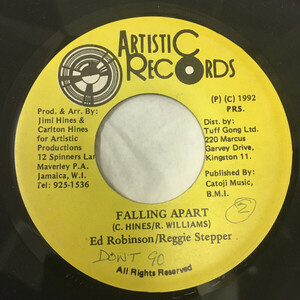 ARTISTIC
RECORDS
Prod. & Arr. By:
Jimi Hines &
Carlton Hines
for Artistic
Productions
12 Spinners Lan
Maverley P.A.
Jamaica, W.I.
Tel: 925-1536
(P) (C) 1992
PRS.
Dist. by:
Tuff Gong Ltd.
220 Marcus
Garvey Drive,
Kingston 11.
Published By:
Catoji Music,
B.M.I.
FALLING APART
(C. HINES/R. WILLIAMS)
Ed Robinson/Reggie Stepper
2
DON'T GO
All Rights Reserved